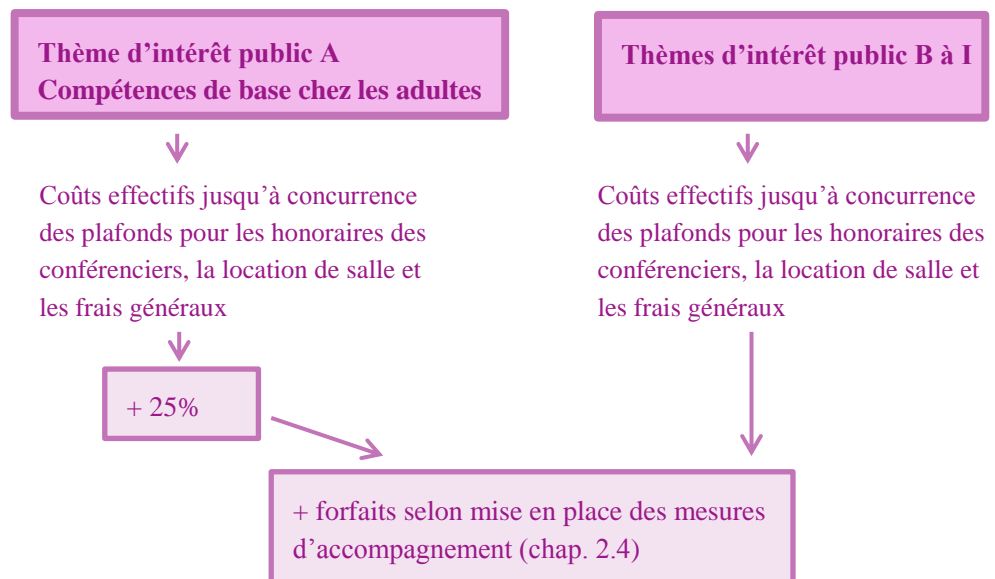 Thème d’intérêt public A
Compétences de base chez les adultes
Thèmes d’intérêt public B à I
Coûts effectifs jusqu’à concurrence
des plafonds pour les honoraires des
conférenciers, la location de salle et
les frais généraux
Coûts effectifs jusqu’à concurrence
des plafonds pour les honoraires des
conférenciers, la location de salle et
les frais généraux
+ 25%
+ forfaits selon mise en place des mesures
d’accompagnement (chap. 2.4)